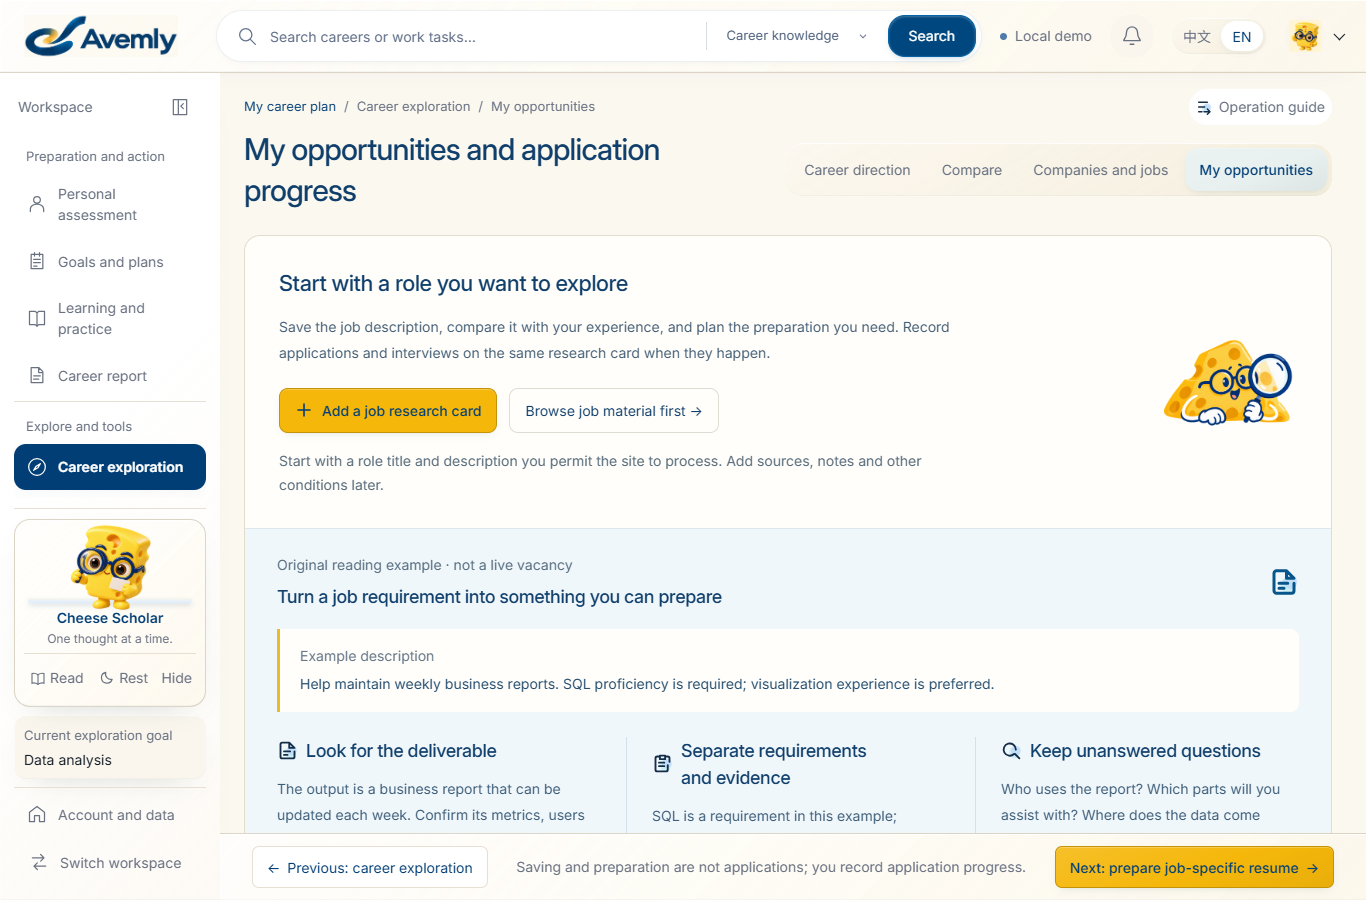 Avemly
Search careers or work tasks...
Career knowledge
Search
Local demo
中文
EN
Workspace
Preparation and action
Personal
assessment
Goals and plans
Learning and
practice
Career report
Explore and tools
Career exploration
Cheese Scholar
One thought at a time.
Read
Rest
Hide
Current exploration goal
Data analysis
Account and data
Switch workspace
My career plan / Career exploration / My opportunities
Operation guide
My opportunities and application
progress
Career direction
Compare
Companies and jobs
My opportunities
Start with a role you want to explore
Save the job description, compare it with your experience, and plan the preparation you need. Record
applications and interviews on the same research card when they happen.
+ Add a job research card
Browse job material first →
Start with a role title and description you permit the site to process. Add sources, notes and other
conditions later.
Original reading example · not a live vacancy
Turn a job requirement into something you can prepare
Example description
Help maintain weekly business reports. SQL proficiency is required; visualization experience is preferred.
Look for the deliverable
The output is a business report that can be
updated each week. Confirm its metrics, users
Separate requirements
and evidence
SQL is a requirement in this example;
Keep unanswered questions
Who uses the report? Which parts will you
assist with? Where does the data come
← Previous: career exploration
Saving and preparation are not applications; you record application progress.
Next: prepare job-specific resume →